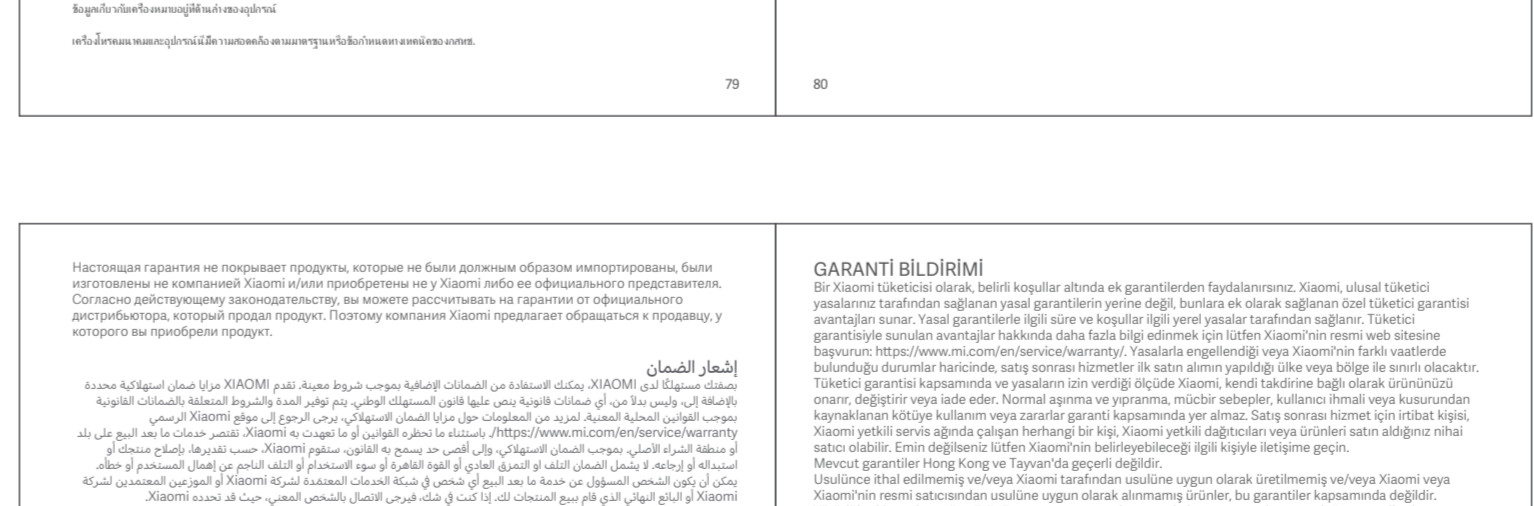 ข้อมูลเกี่ยวกับเครื่องหมายอยู่ที่ด้านล่างของอุปกรณ์
เครื่องโทรคมนาคมและอุปกรณ์นี้มีความสอดคล้องตามมาตรฐานหรือข้อกำหนดทางเทคนิคของ กสทช.
79
80
Настоящая гарантия не покрывает продукты, которые не были должным образом импортированы, были
изготовлены не компанией Xiaomi и/или приобретены не у Xiaomi либо ее официального представителя.
Согласно действующему законодательству, вы можете рассчитывать на гарантии от официального
дистрибьютора, который продал продукт. Поэтому компания Xiaomi предлагает обращаться к продавцу, у
которого вы приобрели продукт.
إشعار الضمان
بصفتك مستهلكًا لدى XIAOMI، يمكنك الاستفادة من الضمانات الإضافية بموجب شروط معينة. تقدم XIAOMI مزايا ضمان استهلاكية محددة
بالإضافة إلى، وليس بدلاً من، أي ضمانات قانونية ينص عليها قانون المستهلك الوطني. يتم توفير المدة والشروط المتعلقة بالضمانات القانونية
بموجب القوانين المحلية المعنية. لمزيد من المعلومات حول مزايا الضمان الاستهلاكي، يرجى الرجوع إلى موقع Xiaomi الرسمي
https://www.mi.com/en/service/warranty/. باستثناء ما تحظره القوانين أو ما تعهدت به Xiaomi، تقتصر خدمات ما بعد البيع على بلد
أو منطقة الشراء الأصلي. بموجب الضمان الاستهلاكي، وإلى أقصى حد يسمح به القانون، ستقوم Xiaomi، حسب تقديرها، بإصلاح منتجك أو
استبداله أو إرجاعه. لا يشمل الضمان التلف او التمزق العادي أو القوة القاهرة أو سوء الاستخدام أو التلف الناجم عن إهمال المستخدم أو خطأه.
يمكن أن يكون الشخص المسؤول عن خدمة ما بعد البيع أي شخص في شبكة الخدمات المعتمَدة لشركة Xiaomi أو الموزعين المعتمدين لشركة
Xiaomi أو البائع النهائي الذي قام ببيع المنتجات لك. إذا كنت في شك، فيرجى الاتصال بالشخص المعني، حيث قد تحدده Xiaomi.
GARANTİ BİLDİRİMİ
Bir Xiaomi tüketicisi olarak, belirli koşullar altında ek garantilerden faydalanırsınız. Xiaomi, ulusal tüketici
yasalarınız tarafından sağlanan yasal garantilerin yerine değil, bunlara ek olarak sağlanan özel tüketici garantisi
avantajları sunar. Yasal garantilerle ilgili süre ve koşullar ilgili yerel yasalar tarafından sağlanır. Tüketici
garantisiyle sunulan avantajlar hakkında daha fazla bilgi edinmek için lütfen Xiaomi'nin resmi web sitesine
başvurun: https://www.mi.com/en/service/warranty/. Yasalarla engellendiği veya Xiaomi'nin farklı vaatlerde
bulunduğu durumlar haricinde, satış sonrası hizmetler ilk satın alımın yapıldığı ülke veya bölge ile sınırlı olacaktır.
Tüketici garantisi kapsamında ve yasaların izin verdiği ölçüde Xiaomi, kendi takdirine bağlı olarak ürününüzü
onarır, değiştirir veya iade eder. Normal aşınma ve yıpranma, mücbir sebepler, kullanıcı ihmali veya kusurundan
kaynaklanan kötüye kullanım veya zararlar garanti kapsamında yer almaz. Satış sonrası hizmet için irtibat kişisi,
Xiaomi yetkili servis ağında çalışan herhangi bir kişi, Xiaomi yetkili dağıtıcıları veya ürünleri satın aldığınız nihai
satıcı olabilir. Emin değilseniz lütfen Xiaomi'nin belirleyebileceği ilgili kişiyle iletişime geçin.
Mevcut garantiler Hong Kong ve Tayvan'da geçerli değildir.
Usulünce ithal edilmemiş ve/veya Xiaomi tarafından usulüne uygun olarak üretilmemiş ve/veya Xiaomi veya
Xiaomi'nin resmi satıcısından usulüne uygun olarak alınmamış ürünler, bu garantiler kapsamında değildir.